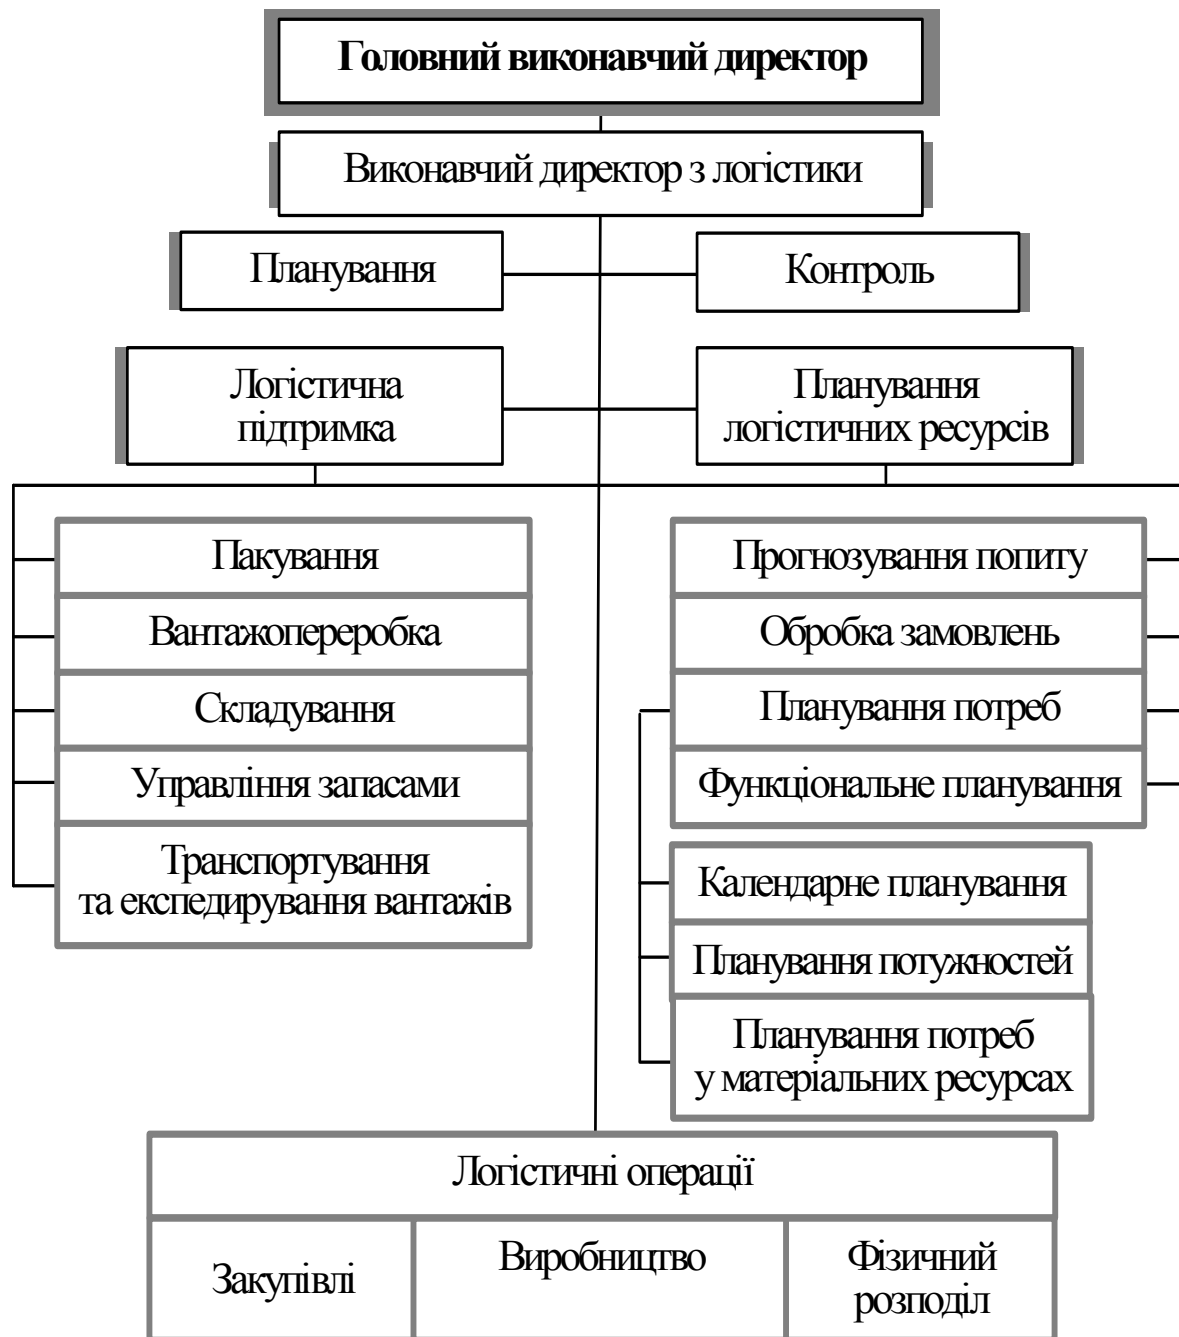 Головний виконавчий директор
Виконавчий директор з логістики
Планування
Контроль
Логістична
підтримка
Планування
логістичних ресурсів
Пакування
Вантажопереробка
Складування
Управління запасами
Транспортування
та експедирування вантажів
Прогнозування попиту
Обробка замовлень
Планування потреб
Функціональне планування
Календарне планування
Планування потужностей
Планування потреб
у матеріальних ресурсах
Логістичні операції
Закупівлі
Виробництво
Фізичний
розподіл